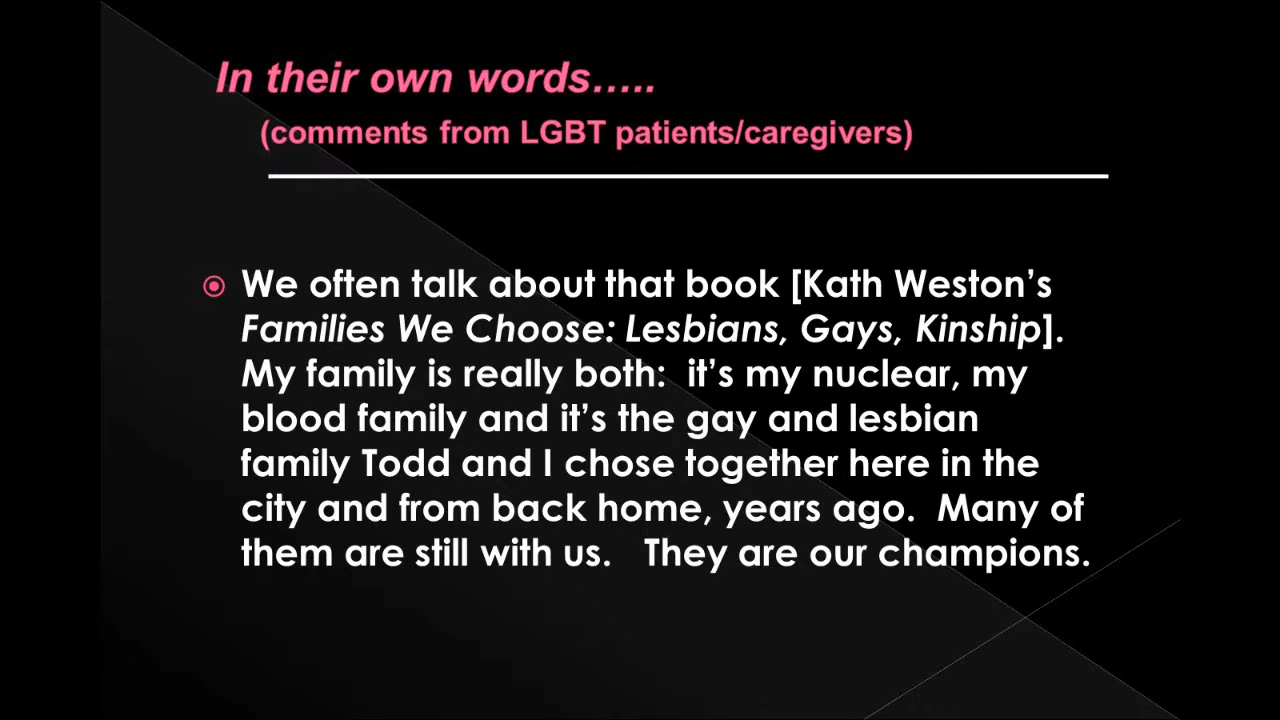 In their own words…..
(comments from LGBT patients/caregivers)
We often talk about that book [Kath Weston’s
Families We Choose: Lesbians, Gays, Kinship].
My family is really both:  it’s my nuclear, my
blood family and it’s the gay and lesbian
family Todd and I chose together here in the
city and from back home, years ago.  Many of
them are still with us.   They are our champions.